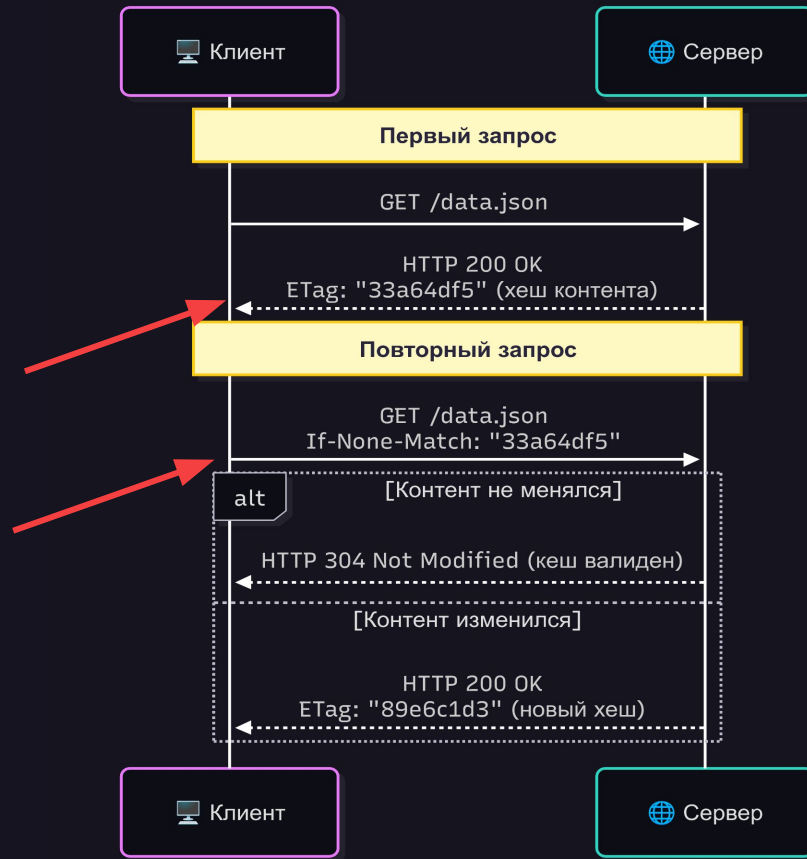 🖥️ Клиент
🌐 Сервер
Первый запрос
GET /data.json
HTTP 200 OK
ETag: "33a64df5" (хеш контента)
Повторный запрос
GET /data.json
If-None-Match: "33a64df5"
alt
[Контент не менялся]
HTTP 304 Not Modified (кеш валиден)
[Контент изменился]
HTTP 200 OK
ETag: "89e6c1d3" (новый хеш)
🖥️ Клиент
🌐 Сервер